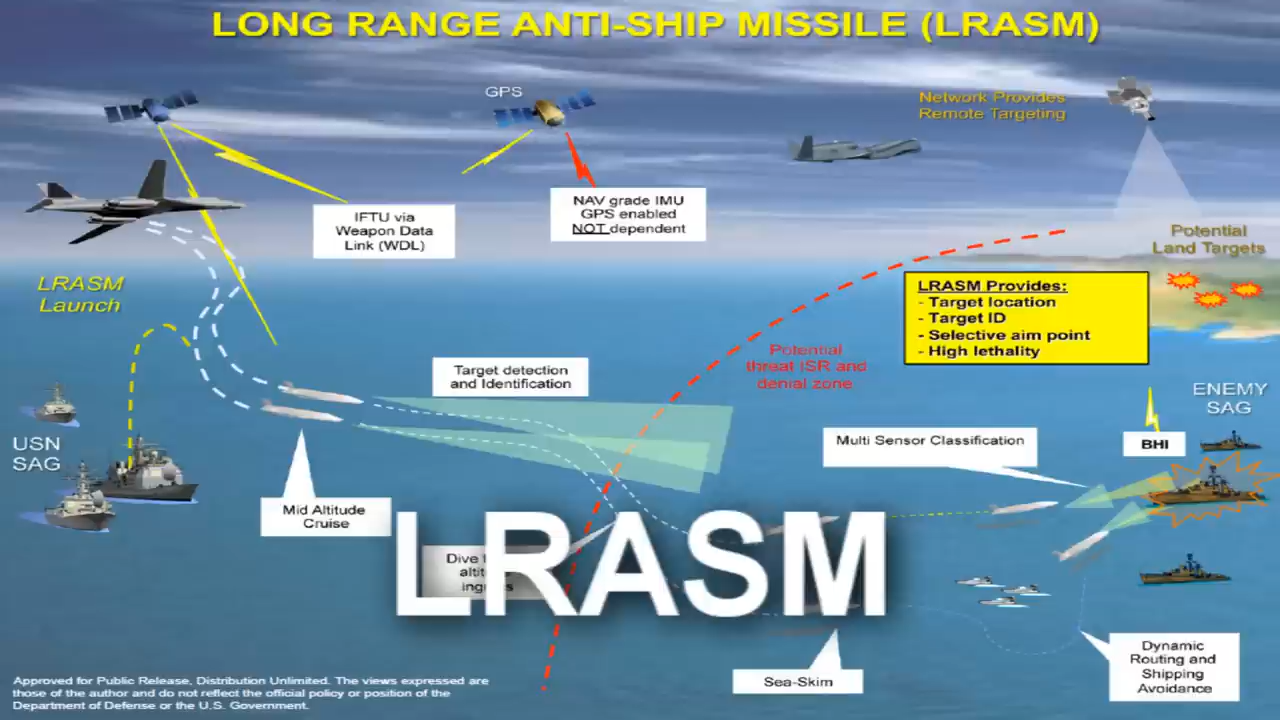 LONG RANGE ANTI-SHIP MISSILE (LRASM)
GPS
Network Provides
Remote Targeting
IFTU via
Weapon Data
Link (WDL)
NAV grade IMU
GPS enabled
NOT dependent
Potential
Land Targets
LRASM
Launch
LRASM Provides:
- Target location
- Target ID
- Selective aim point
- High lethality
Potential
threat ISR and
denial zone
Target detection
and Identification
ENEMY
SAG
USN
SAG
Multi Sensor Classification
BHI
Mid Altitude
Cruise
Dive
LRASM
Dynamic
Routing and
Shipping
Avoidance
Sea-Skim
Approved for Public Release, Distribution Unlimited. The views expressed are
those of the author and do not reflect the official policy or position of the
Department of Defense or the U.S. Government.